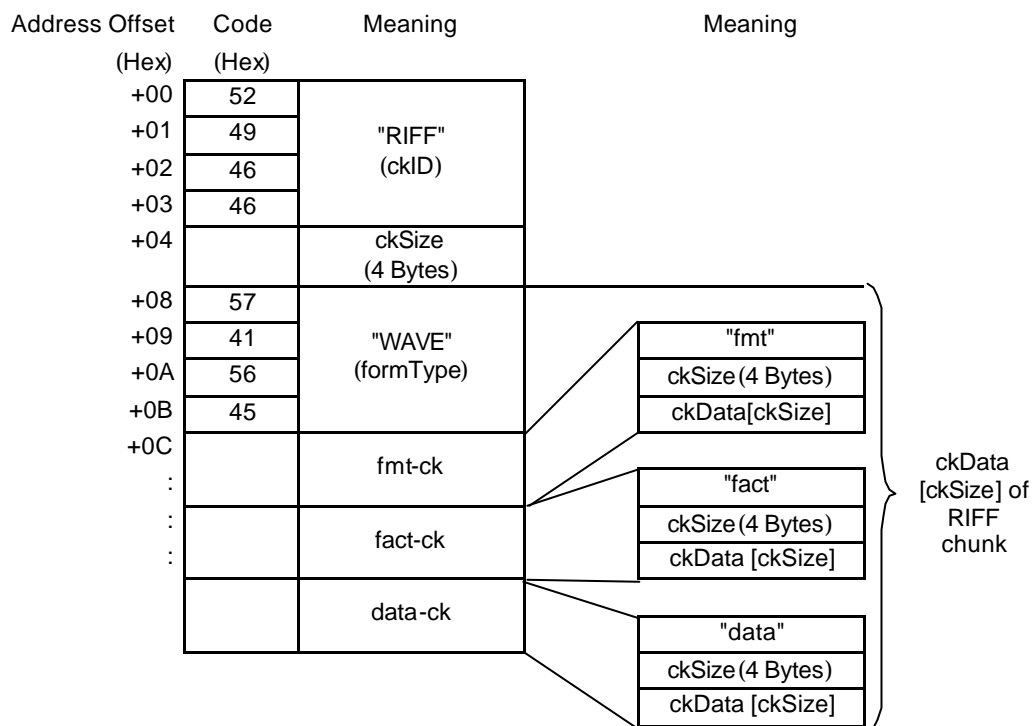 Address Offset Code Meaning Meaning
(Hex) (Hex)
+00 52
+01 49
"RIFF"
(ckID)
+02 46
+03 46
+04 ckSize
(4 Bytes)
+08 57
+09 41
"WAVE"
(formType)
+0A 56
+0B 45
+0C
fmt-ck
:
:
fact-ck
:
data-ck
"fmt"
ckSize(4 Bytes)
ckData[ckSize]
"fact"
ckSize(4 Bytes)
ckData [ckSize]
"data"
ckSize(4 Bytes)
ckData [ckSize]
ckData
[ckSize] of
RIFF
chunk